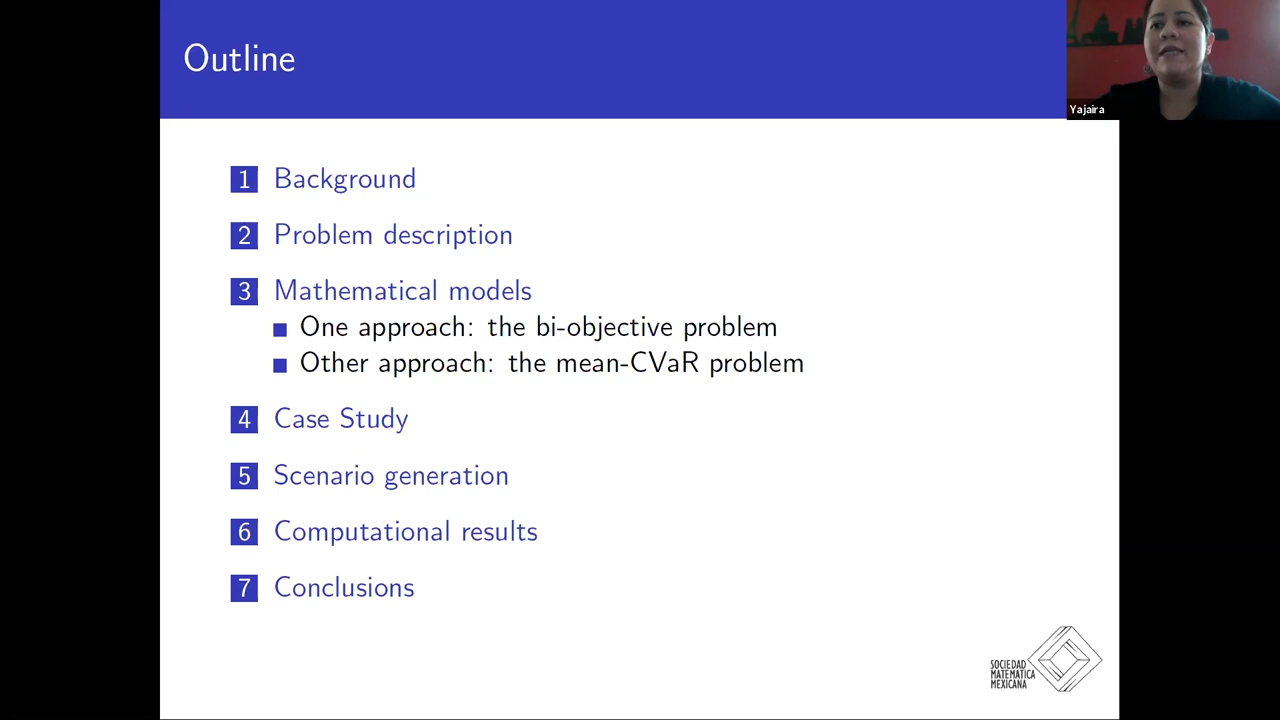 Outline
Yajaira
1 Background
2 Problem description
3 Mathematical models
One approach: the bi-objective problem
Other approach: the mean-CVaR problem
4 Case Study
5 Scenario generation
6 Computational results
7 Conclusions
SOCIEDAD
MATEMATICA
MEXICANA